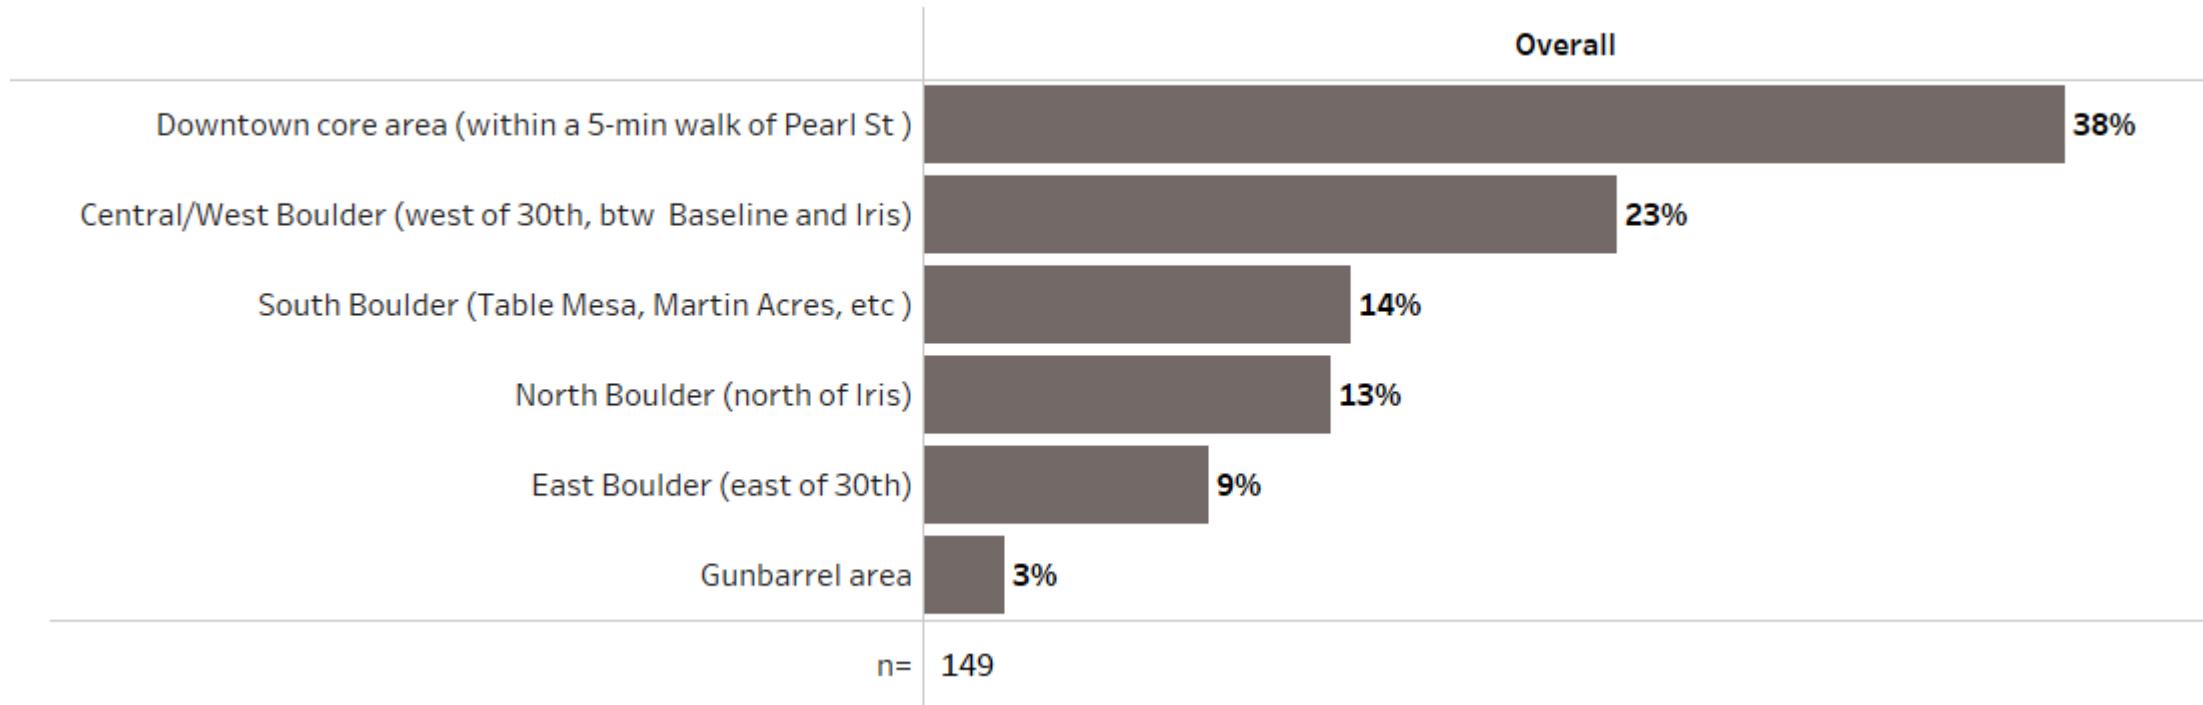 Overall
Downtown core area (within a 5-min walk of Pearl St ) 38%
Central/West Boulder (west of 30th, btw  Baseline and Iris) 23%
South Boulder (Table Mesa, Martin Acres, etc ) 14%
North Boulder (north of Iris) 13%
East Boulder (east of 30th) 9%
Gunbarrel area 3%
n= 149